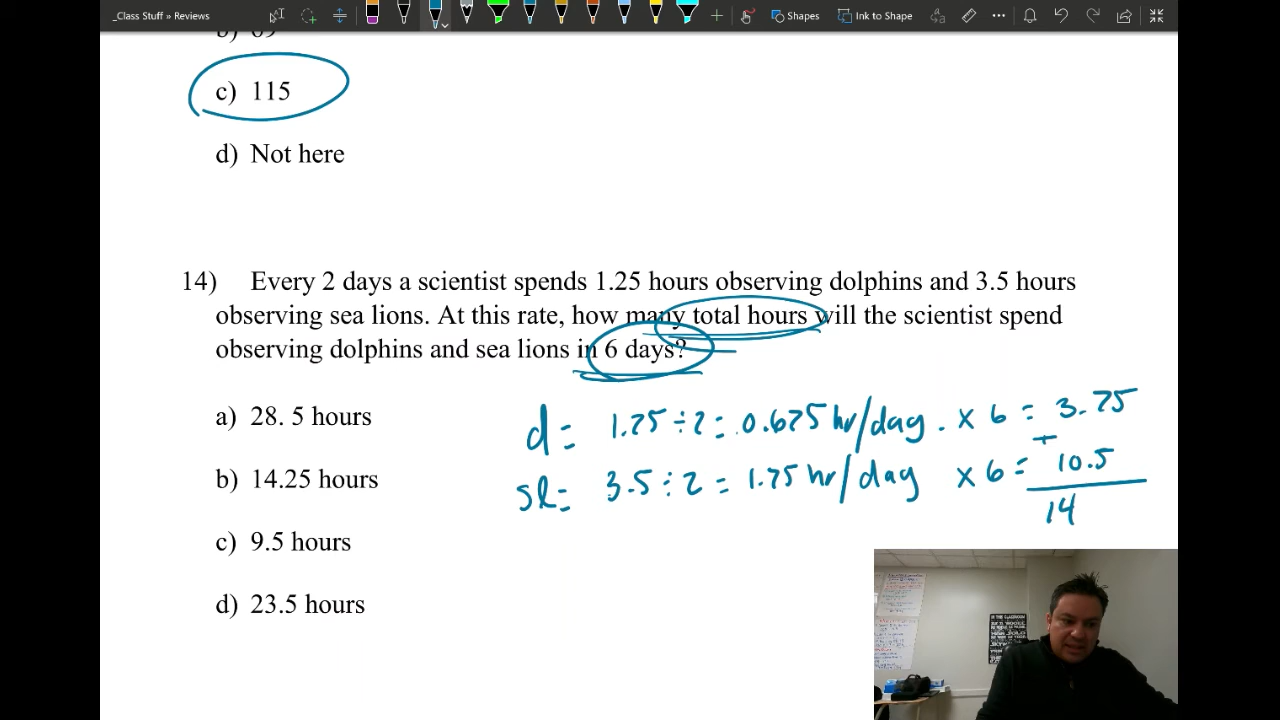 _Class Stuff » Reviews
Shapes
Ink to Shape
c) 115
d) Not here
14) Every 2 days a scientist spends 1.25 hours observing dolphins and 3.5 hours
observing sea lions. At this rate, how many total hours will the scientist spend
observing dolphins and sea lions in 6 days?
a) 28. 5 hours
d = 1.25 ÷ 2 = 0.625 hr/day. x 6 = 3.75
+
b) 14.25 hours
sl = 3.5 ÷ 2 = 1.75 hr/day x 6 = 10.5
14
c) 9.5 hours
d) 23.5 hours